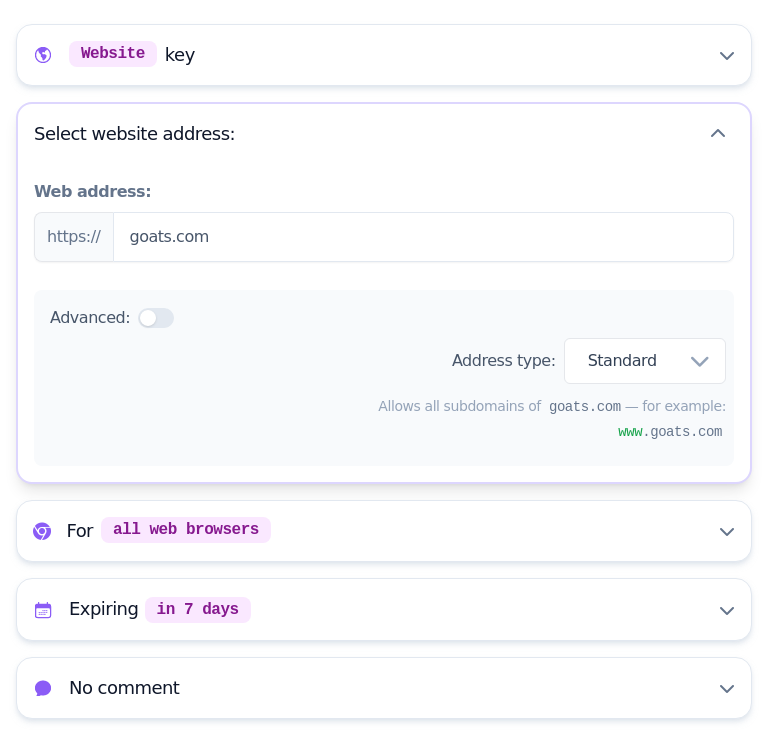 Website key
Select website address:
Web address:
https:// goats.com
Advanced:
Address type: Standard
Allows all subdomains of goats.com — for example:
www.goats.com
For all web browsers
Expiring in 7 days
No comment